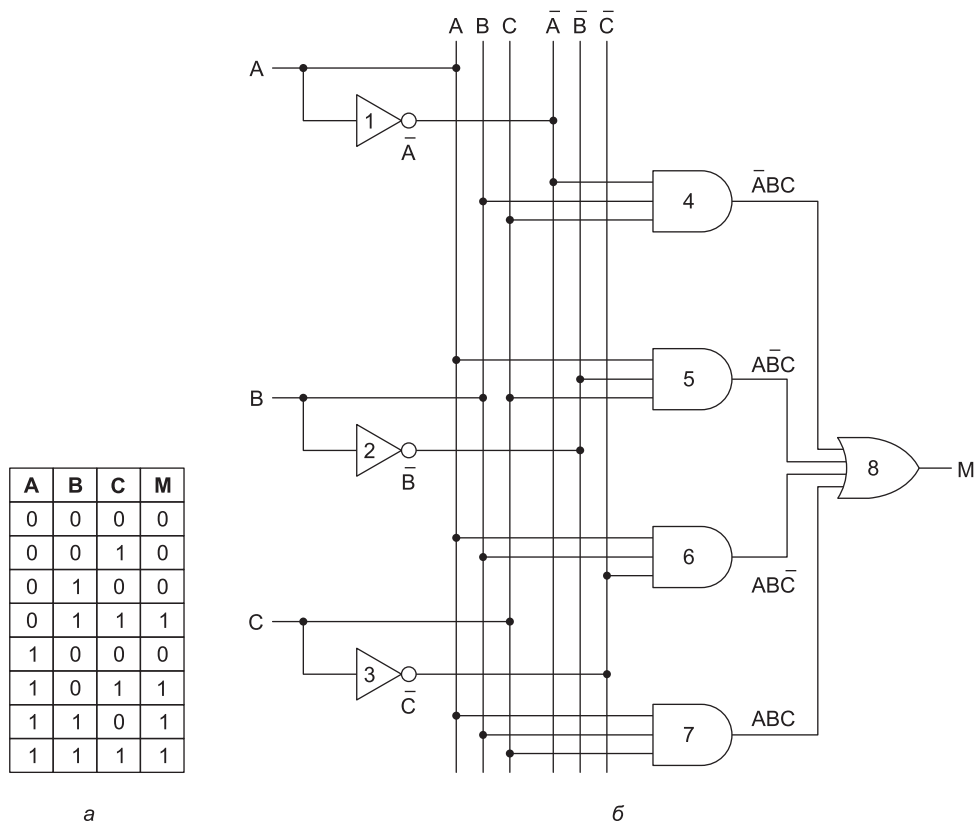 A B C A̅ B̅ C̅
A
1
A̅
4
A̅BC
5
AB̅C
B
2
B̅
8
M
6
ABC̅
C
3
C̅
7
ABC
A B C M
0 0 0 0
0 0 1 0
0 1 0 0
0 1 1 1
1 0 0 0
1 0 1 1
1 1 0 1
1 1 1 1
а
б